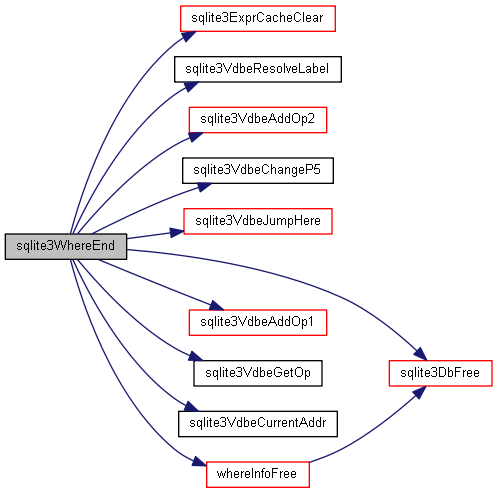 sqlite3ExprCacheClear
sqlite3VdbeResolveLabel
sqlite3VdbeAddOp2
sqlite3VdbeChangeP5
sqlite3VdbeJumpHere
sqlite3WhereEnd
sqlite3VdbeAddOp1
sqlite3DbFree
sqlite3VdbeGetOp
sqlite3VdbeCurrentAddr
whereInfoFree